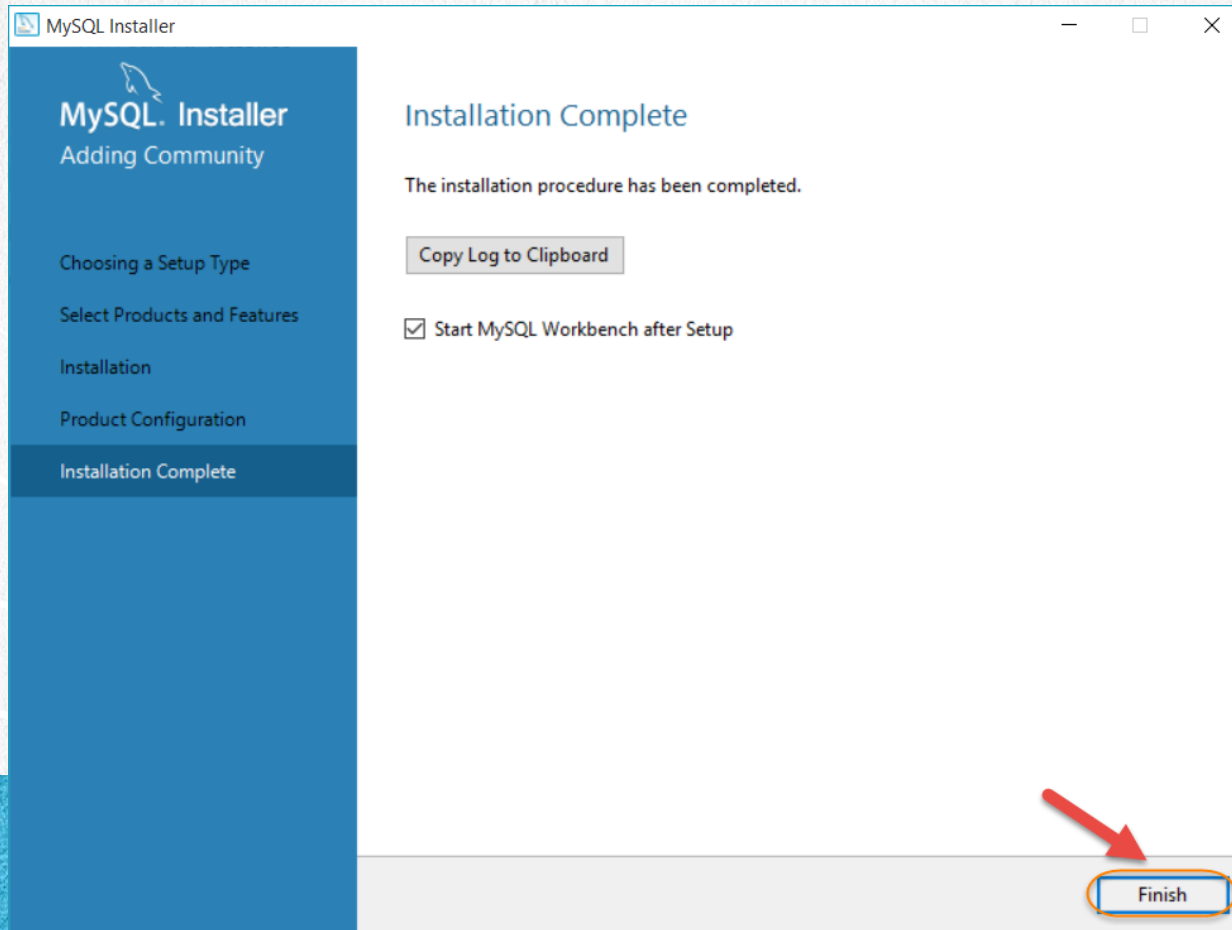 MySQL Installer
MySQL. Installer
Adding Community
Choosing a Setup Type
Select Products and Features
Installation
Product Configuration
Installation Complete
Installation Complete
The installation procedure has been completed.
Copy Log to Clipboard
Start MySQL Workbench after Setup
Finish